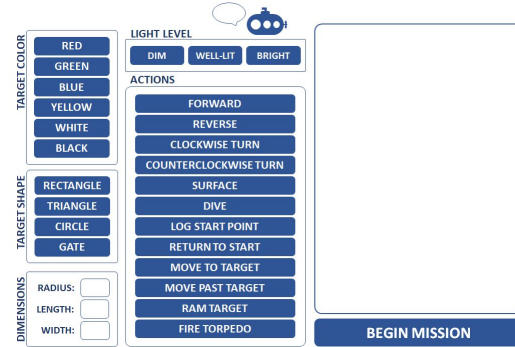 TARGET COLOR
RED
GREEN
BLUE
YELLOW
WHITE
BLACK
TARGET SHAPE
RECTANGLE
TRIANGLE
CIRCLE
GATE
DIMENSIONS
RADIUS:
LENGTH:
WIDTH:
LIGHT LEVEL
DIM WELL-LIT BRIGHT
ACTIONS
FORWARD
REVERSE
CLOCKWISE TURN
COUNTERCLOCKWISE TURN
SURFACE
DIVE
LOG START POINT
RETURN TO START
MOVE TO TARGET
MOVE PAST TARGET
RAM TARGET
FIRE TORPEDO
BEGIN MISSION